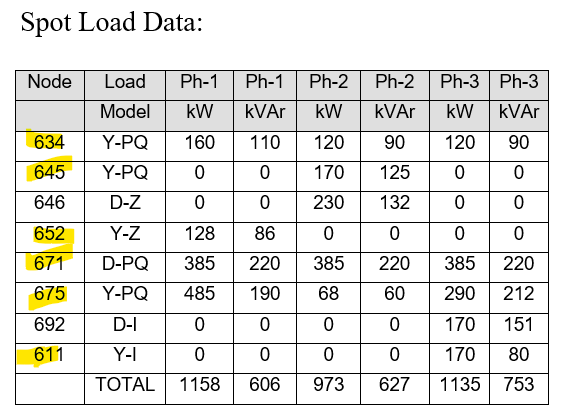 Spot Load Data:
Node Load Ph-1 Ph-1 Ph-2 Ph-2 Ph-3 Ph-3
Model kW kVAr kW kVAr kW kVAr
634 Y-PQ 160 110 120 90 120 90
645 Y-PQ 0 0 170 125 0 0
646 D-Z 0 0 230 132 0 0
652 Y-Z 128 86 0 0 0 0
671 D-PQ 385 220 385 220 385 220
675 Y-PQ 485 190 68 60 290 212
692 D-I 0 0 0 0 170 151
611 Y-I 0 0 0 0 170 80
TOTAL 1158 606 973 627 1135 753